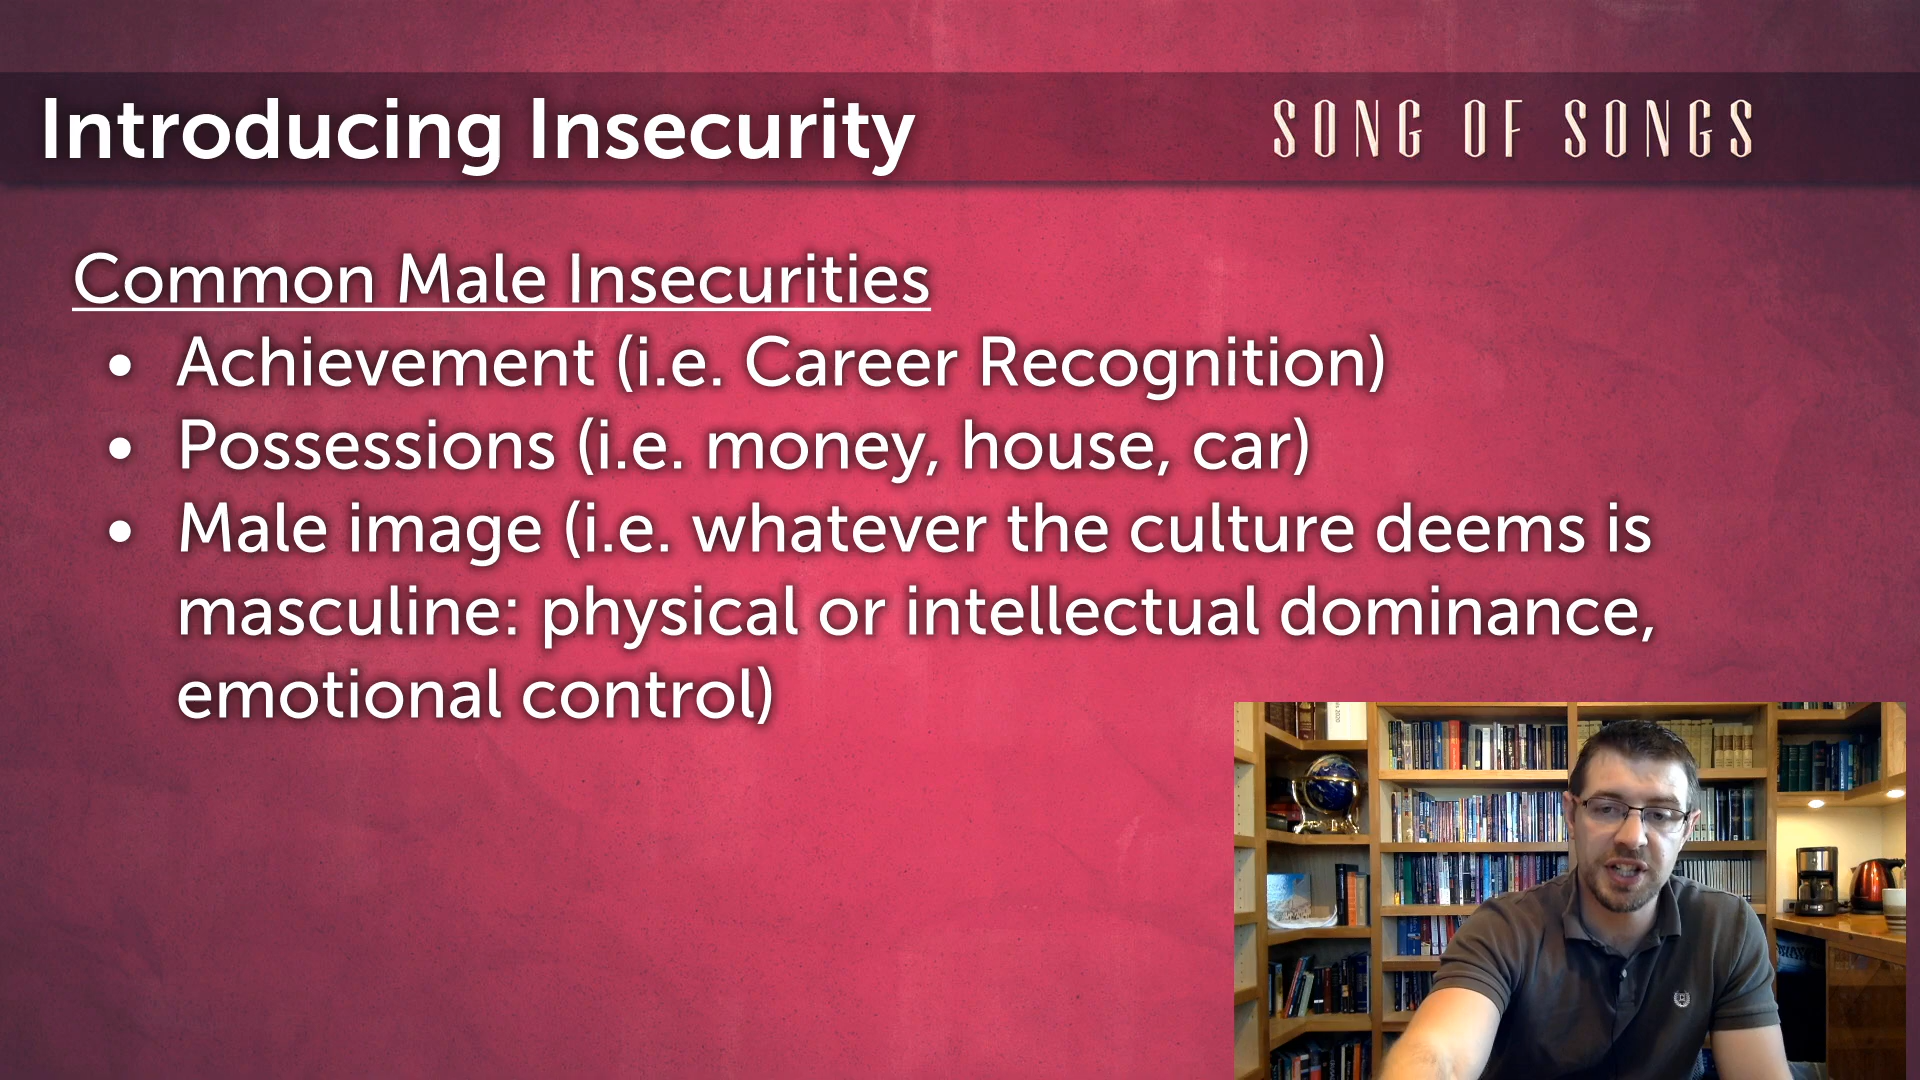 Introducing Insecurity
SONG OF SONGS
Common Male Insecurities
• Achievement (i.e. Career Recognition)
• Possessions (i.e. money, house, car)
• Male image (i.e. whatever the culture deems is
masculine: physical or intellectual dominance,
emotional control)